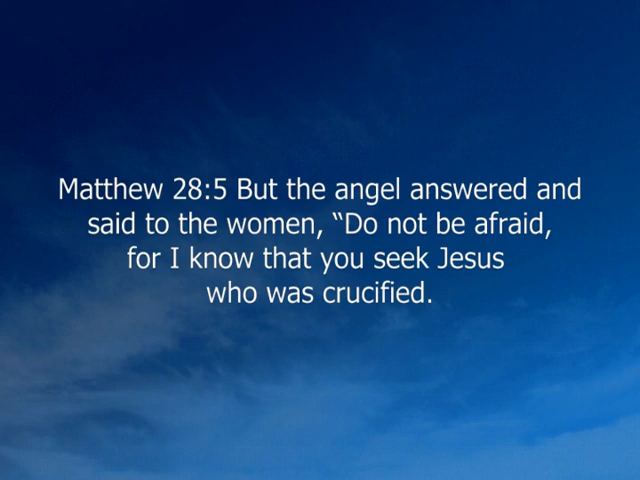 Matthew 28:5 But the angel answered and
said to the women, “Do not be afraid,
for I know that you seek Jesus
who was crucified.